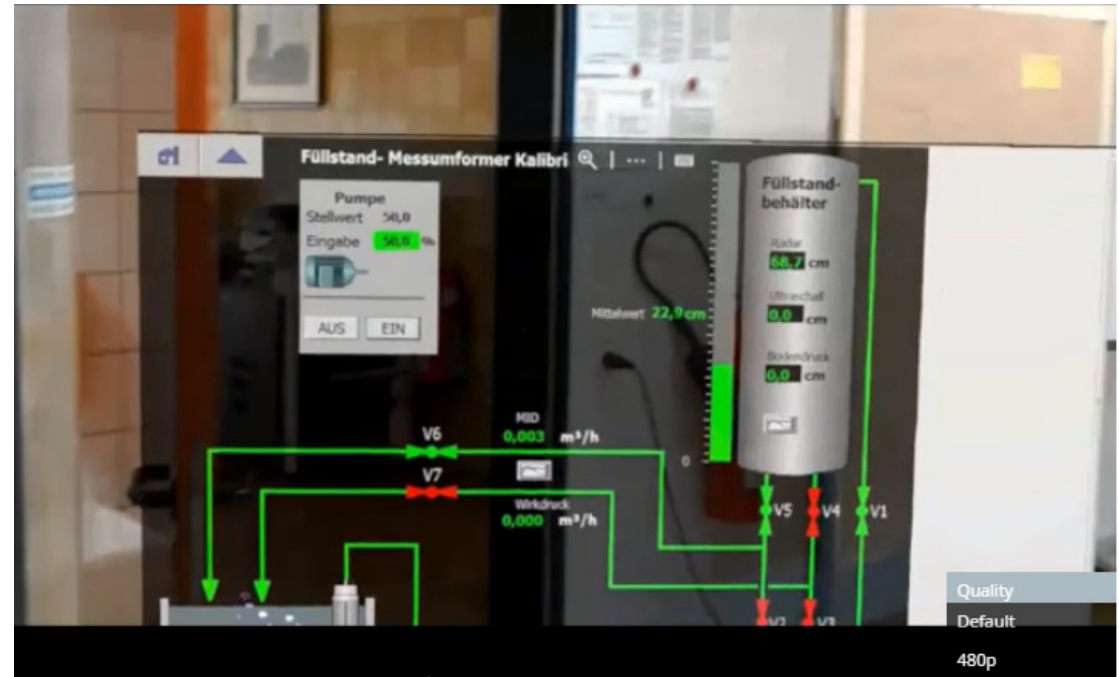 Füllstand- Messumformer Kalibri
Pumpe
Stellwert 50,0
Eingabe 50,0 %
AUS EIN
Füllstand-
behälter
Radar
68,7 cm
Ultraschall
0,0 cm
Bodendruck
0,0 cm
Mittelwert 22,9 cm
0
MID
0,003 m³/h
V6
V7
Wirkdruck
0,000 m³/h
V5 V4 V1
V2 V3
Quality
Default
480p